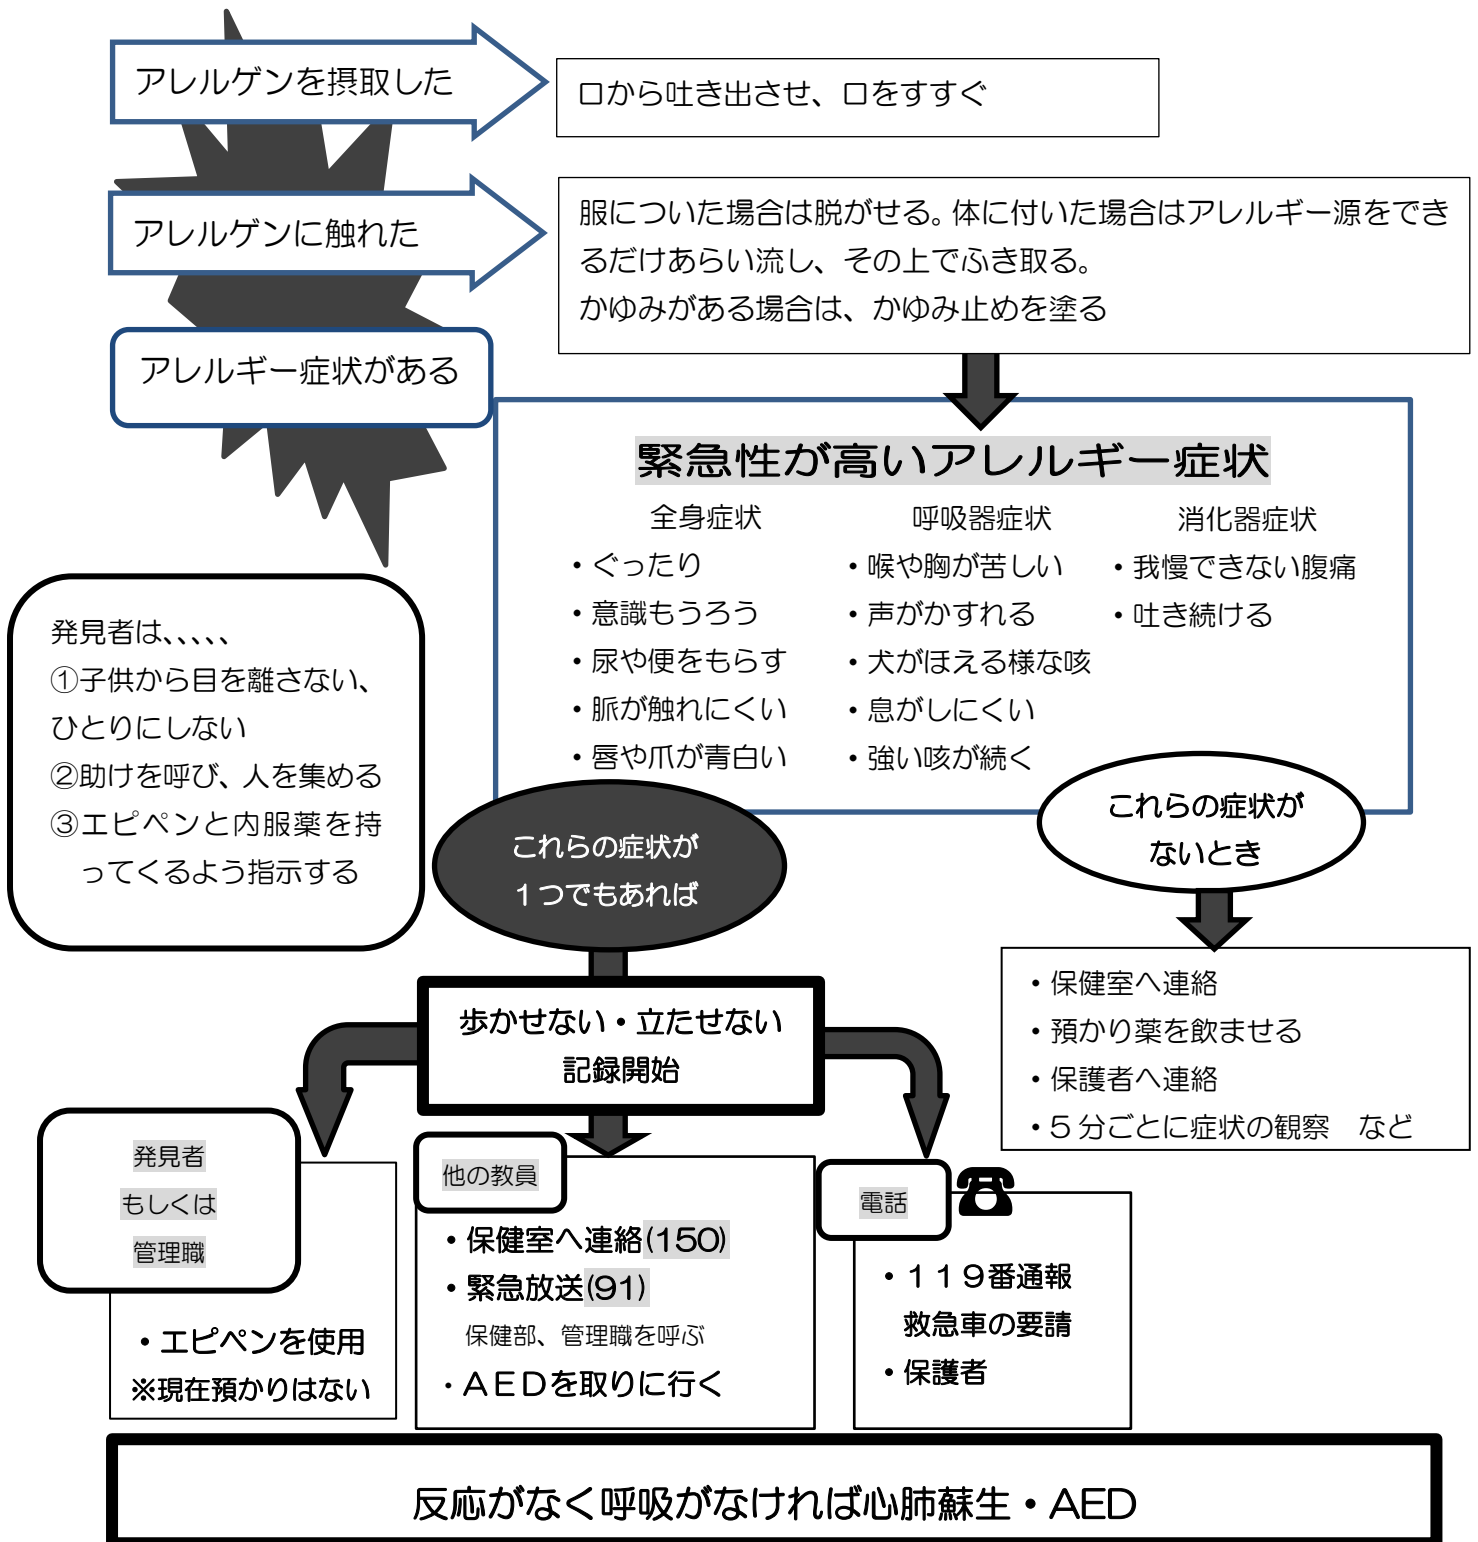 アレルゲンを摂取した
口から吐き出させ、口をすすぐ
アレルゲンに触れた
服についた場合は脱がせる。体に付いた場合はアレルギー源をでき
るだけあらい流し、その上でふき取る。
かゆみがある場合は、かゆみ止めを塗る
アレルギー症状がある
緊急性が高いアレルギー症状
全身症状
・ぐったり
・意識もうろう
・尿や便をもらす
・脈が触れにくい
・唇や爪が青白い
呼吸器症状
・喉や胸が苦しい
・声がかすれる
・犬がほえる様な咳
・息がしにくい
・強い咳が続く
消化器症状
・我慢できない腹痛
・吐き続ける
発見者は、、、、、
①子供から目を離さない、
ひとりにしない
②助けを呼び、人を集める
③エピペンと内服薬を持
ってくるよう指示する
これらの症状が
１つでもあれば
これらの症状が
ないとき
歩かせない・立たせない
記録開始
・保健室へ連絡
・預かり薬を飲ませる
・保護者へ連絡
・５分ごとに症状の観察　など
発見者
もしくは
管理職
・エピペンを使用
※現在預かりはない
他の教員
・保健室へ連絡(150)
・緊急放送(91)
保健部、管理職を呼ぶ
・ＡＥＤを取りに行く
電話
・１１９番通報
救急車の要請
・保護者
反応がなく呼吸がなければ心肺蘇生・AED